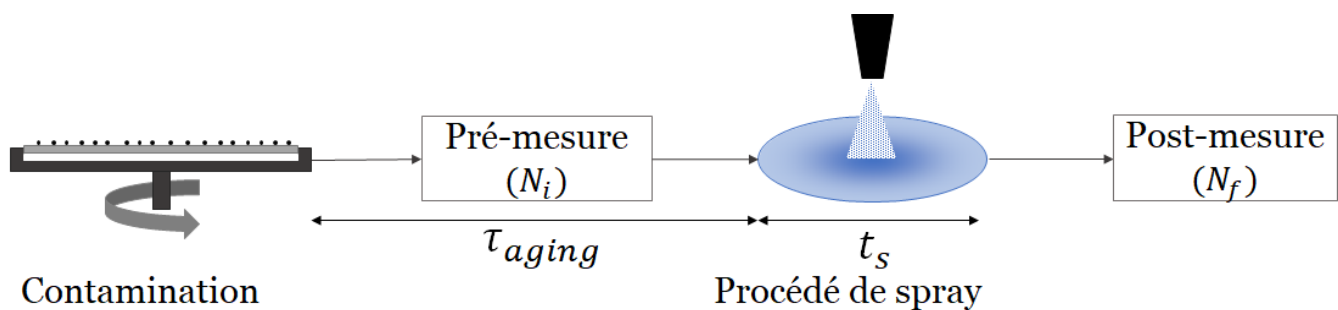 Pré-mesure
(N_i)
Post-mesure
(N_f)
τ_aging
t_s
Contamination
Procédé de spray